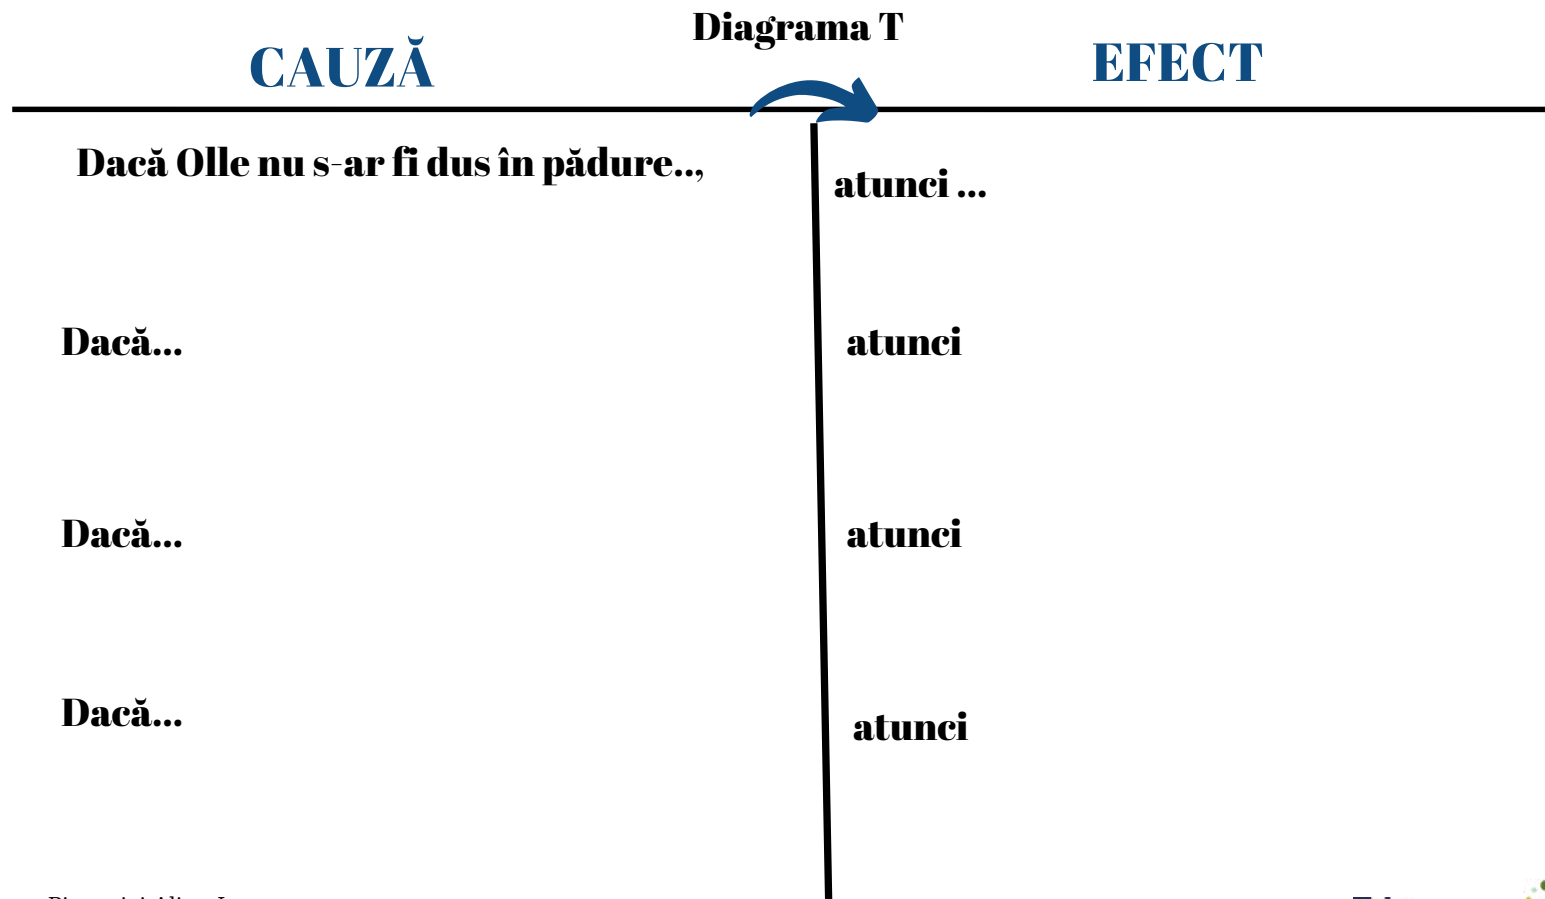 Diagrama T
CAUZĂ
EFECT
Dacă Olle nu s-ar fi dus în pădure..,
atunci ...
Dacă...
atunci
Dacă...
atunci
Dacă...
atunci